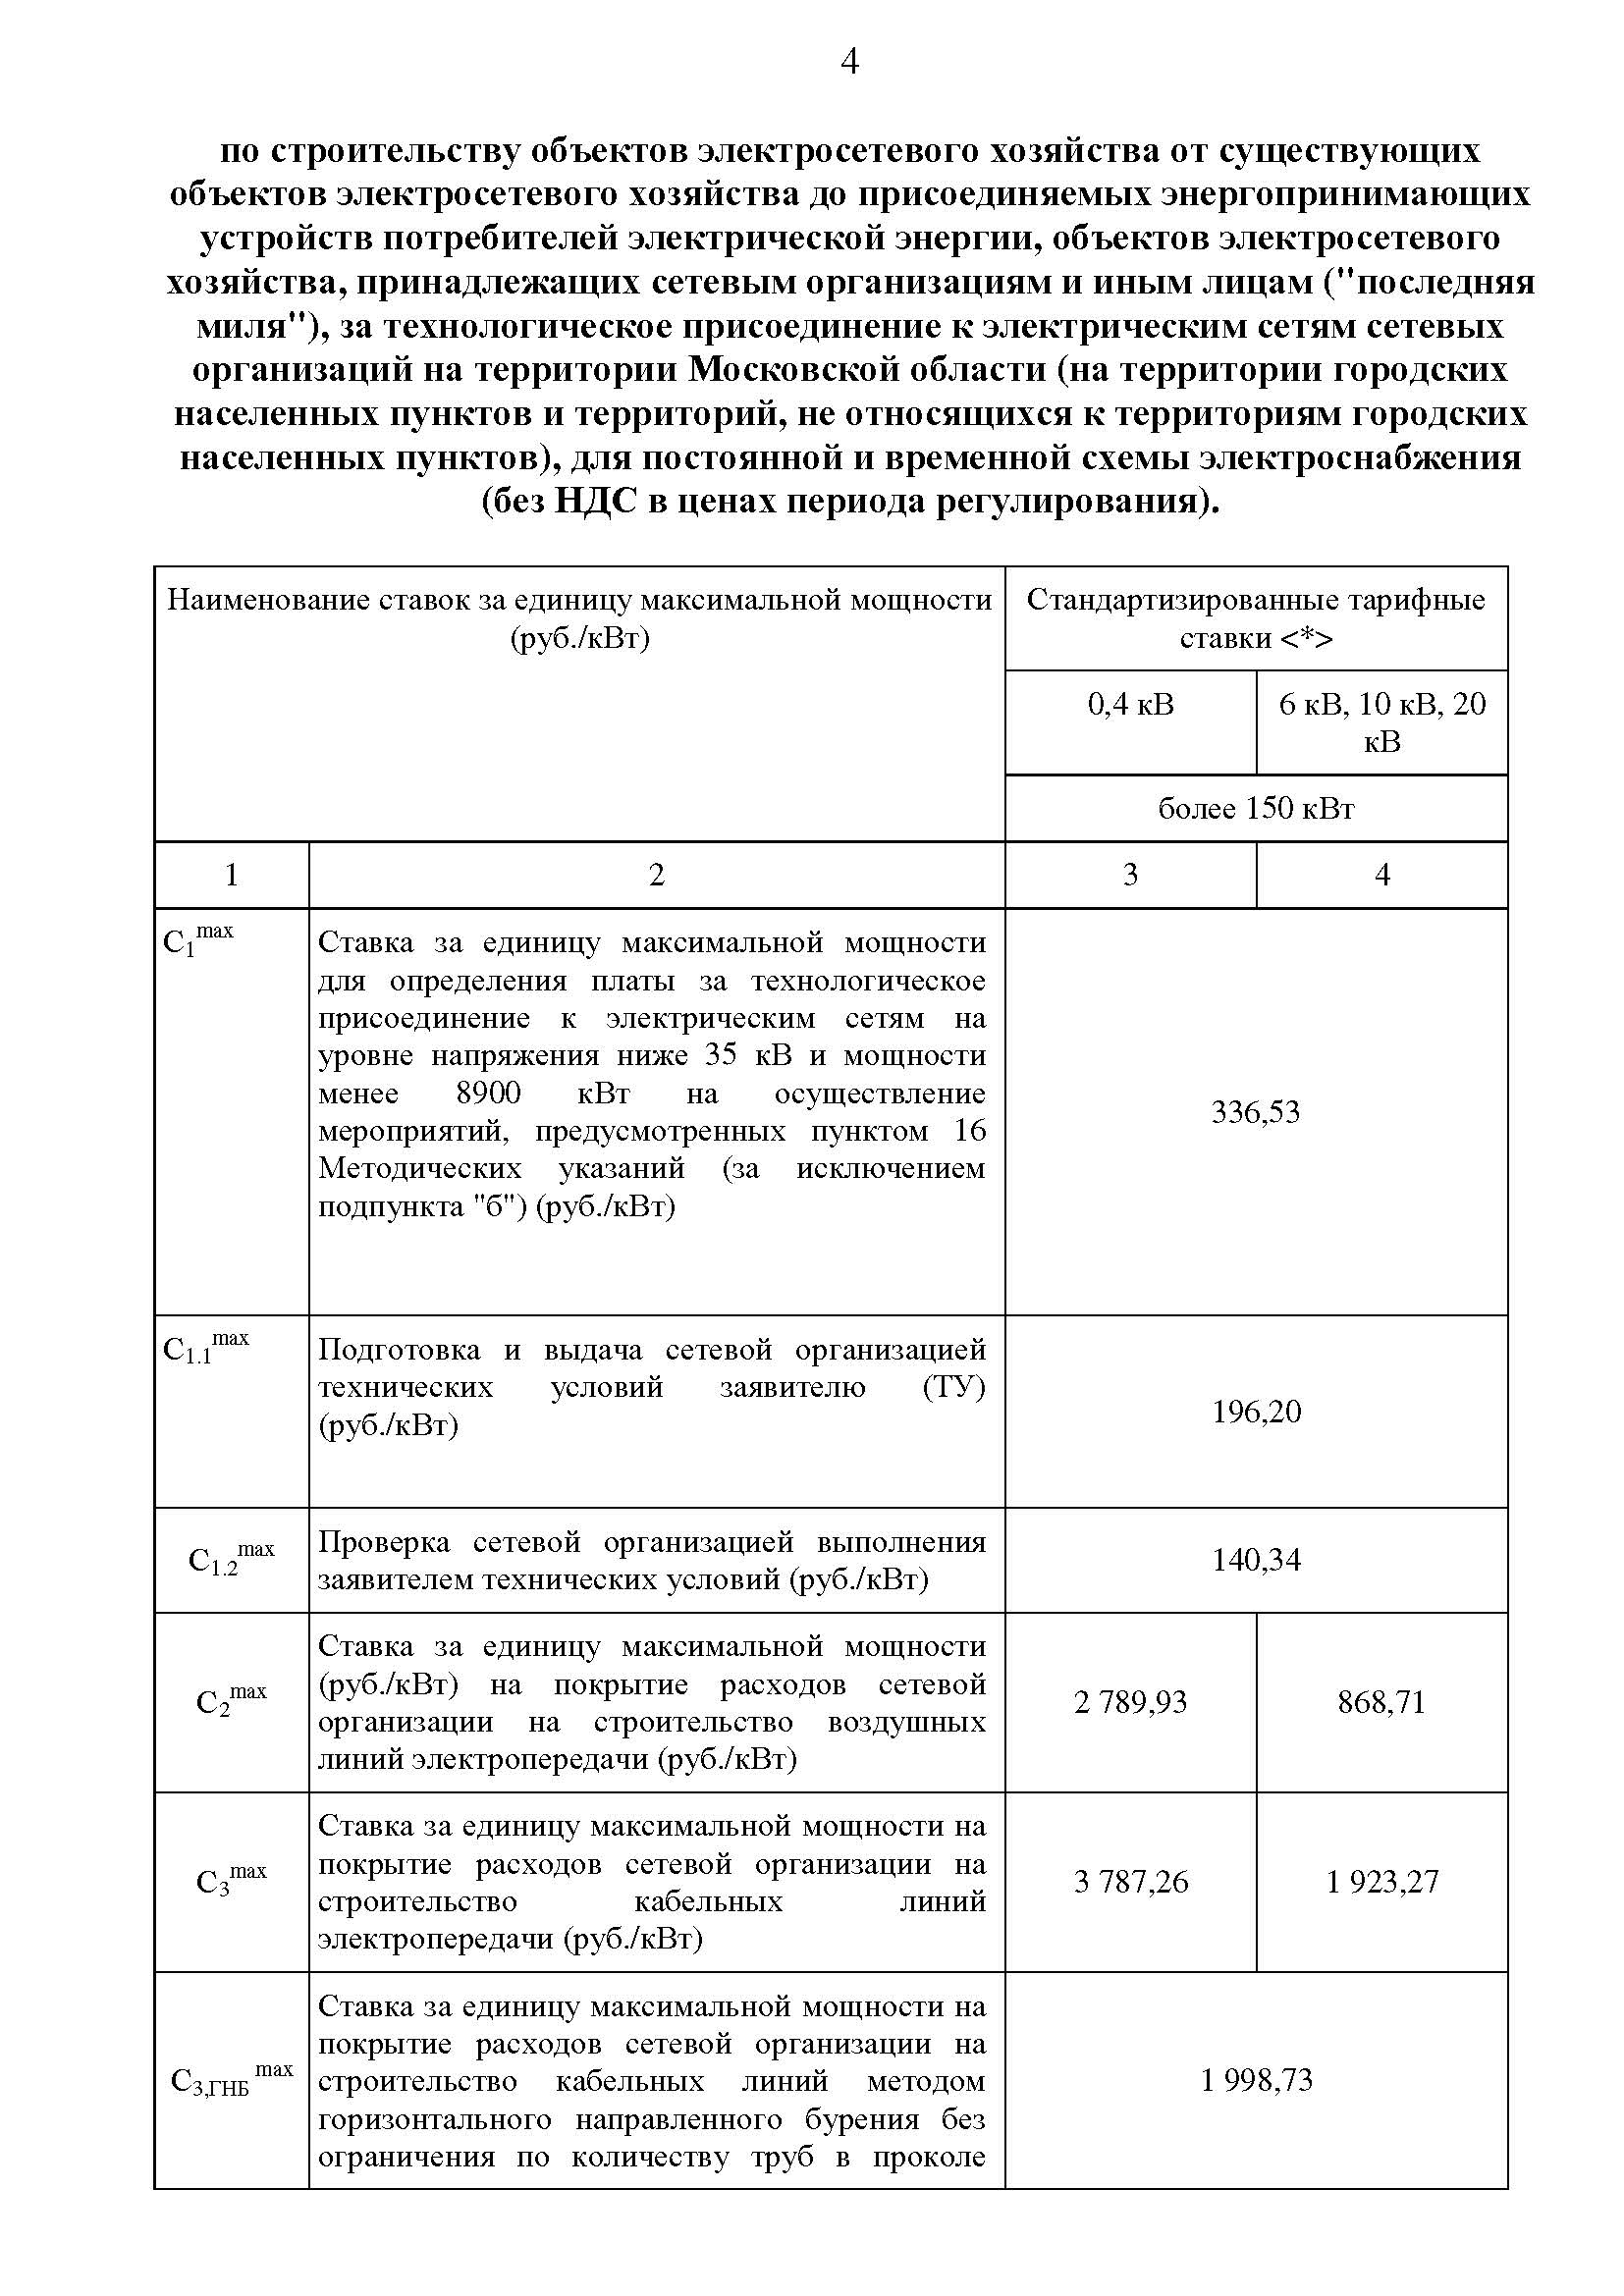 4
по строительству объектов электросетевого хозяйства от существующих
объектов электросетевого хозяйства до присоединяемых энергопринимающих
устройств потребителей электрической энергии, объектов электросетевого
хозяйства, принадлежащих сетевым организациям и иным лицам ("последняя
миля"), за технологическое присоединение к электрическим сетям сетевых
организаций на территории Московской области (на территории городских
населенных пунктов и территорий, не относящихся к территориям городских
населенных пунктов), для постоянной и временной схемы электроснабжения
(без НДС в ценах периода регулирования).
Наименование ставок за единицу максимальной мощности
(руб./кВт)
Стандартизированные тарифные
ставки <*>
0,4 кВ
6 кВ, 10 кВ, 20
кВ
более 150 кВт
1
2
3
4
C1max
Ставка за единицу максимальной мощности
для определения платы за технологическое
присоединение к электрическим сетям на
уровне напряжения ниже 35 кВ и мощности
менее 8900 кВт на осуществление
мероприятий, предусмотренных пунктом 16
Методических указаний (за исключением
подпункта "б") (руб./кВт)
336,53
C1.1max
Подготовка и выдача сетевой организацией
технических условий заявителю (ТУ)
(руб./кВт)
196,20
C1.2max
Проверка сетевой организацией выполнения
заявителем технических условий (руб./кВт)
140,34
C2max
Ставка за единицу максимальной мощности
(руб./кВт) на покрытие расходов сетевой
организации на строительство воздушных
линий электропередачи (руб./кВт)
2 789,93
868,71
C3max
Ставка за единицу максимальной мощности на
покрытие расходов сетевой организации на
строительство кабельных линий
электропередачи (руб./кВт)
3 787,26
1 923,27
C3,ГНБ max
Ставка за единицу максимальной мощности на
покрытие расходов сетевой организации на
строительство кабельных линий методом
горизонтального направленного бурения без
ограничения по количеству труб в проколе
1 998,73